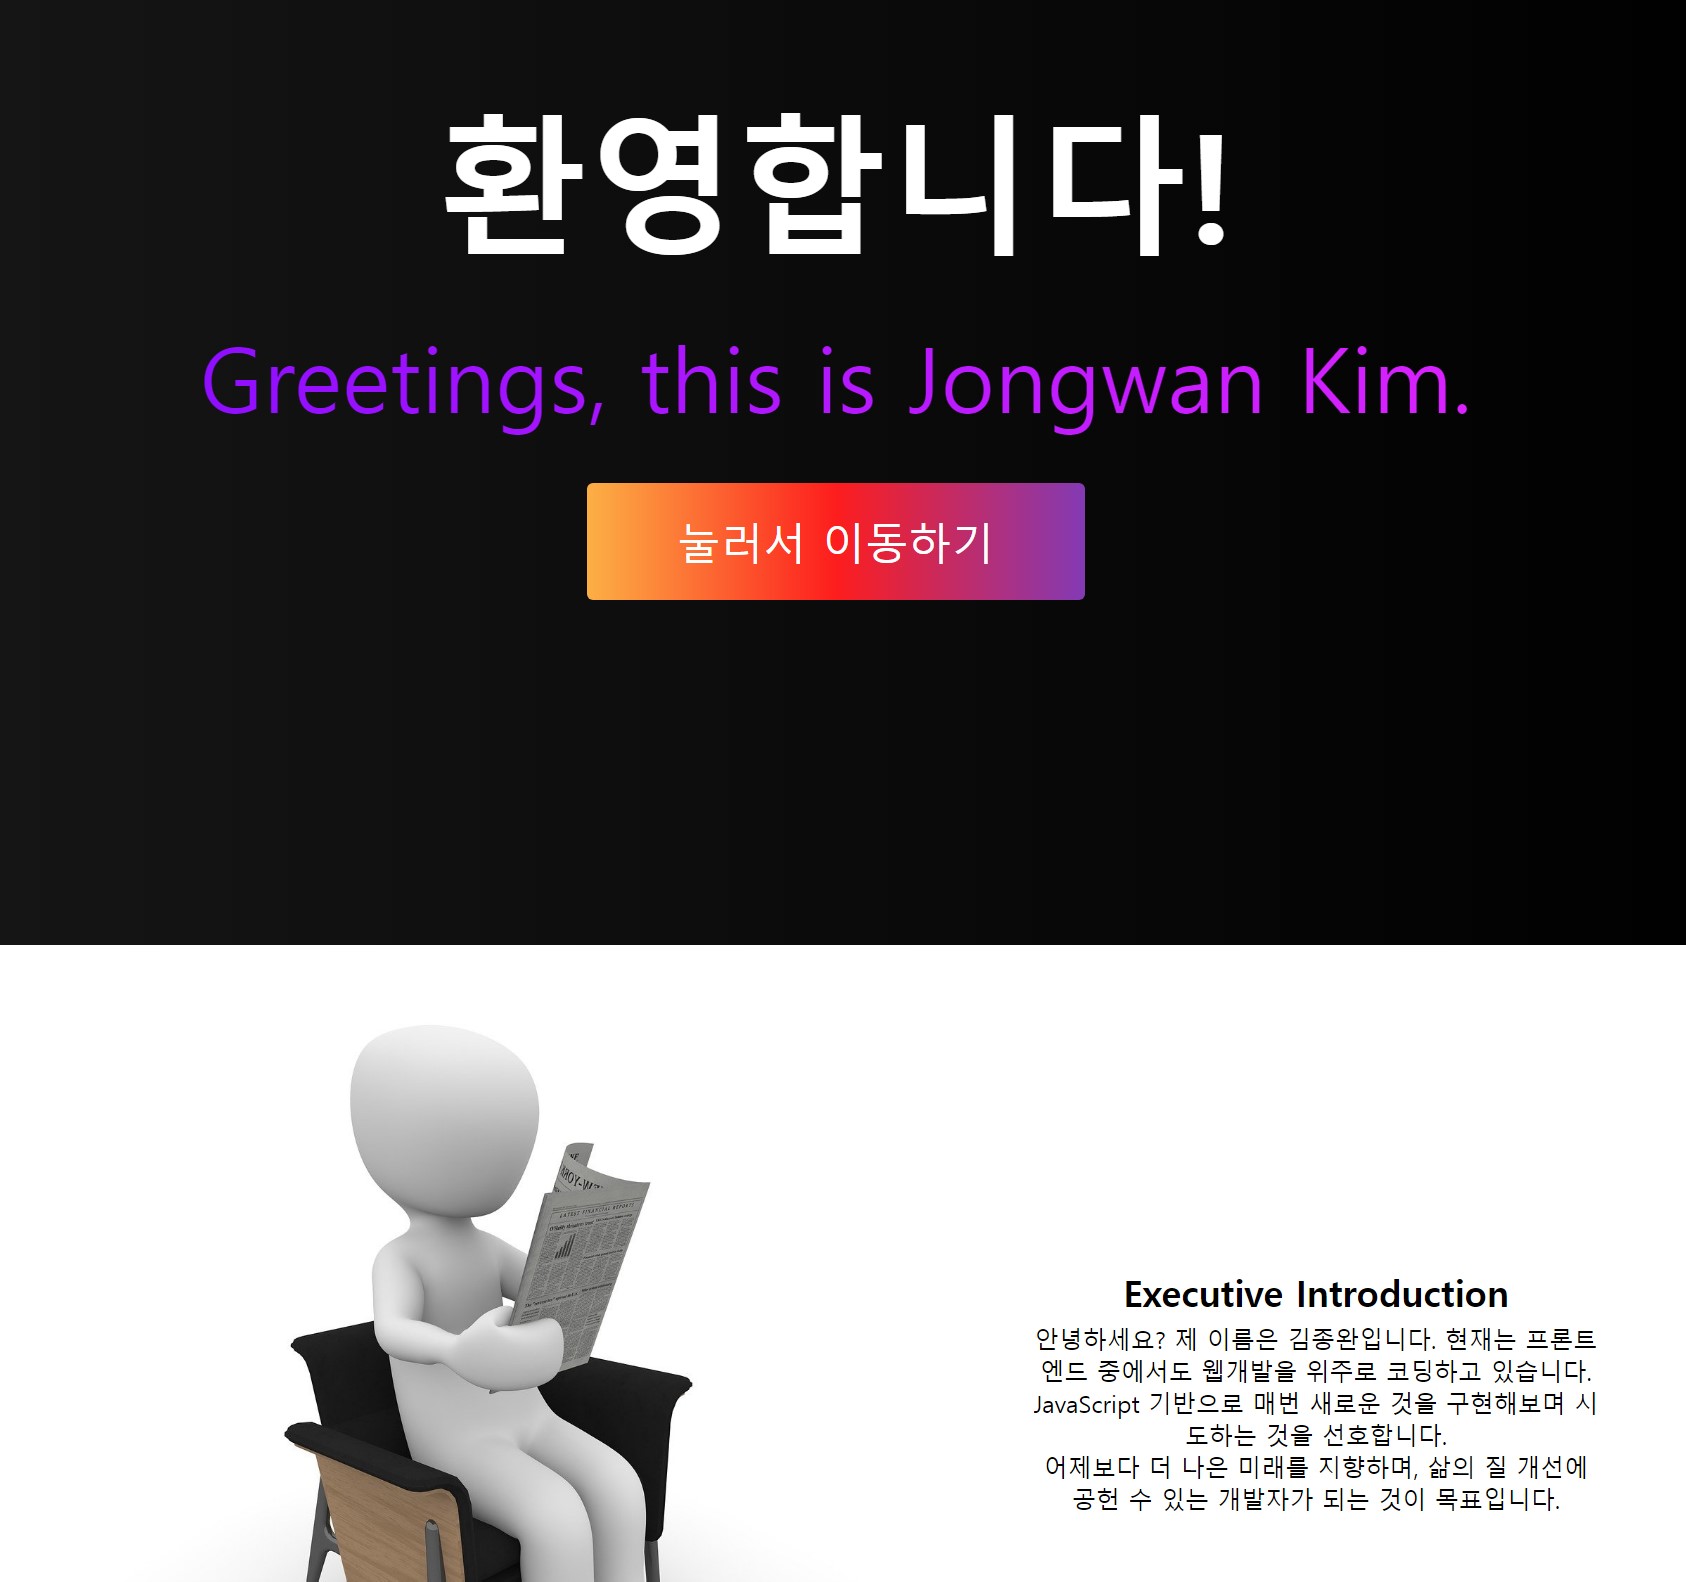 환영합니다!
Greetings, this is Jongwan Kim.
눌러서 이동하기
LATEST FINANCIAL REPORTS
Executive Introduction
안녕하세요? 제 이름은 김종완입니다. 현재는 프론트
엔드 중에서도 웹개발을 위주로 코딩하고 있습니다.
JavaScript 기반으로 매번 새로운 것을 구현해보며 시
도하는 것을 선호합니다.
어제보다 더 나은 미래를 지향하며, 삶의 질 개선에
공헌 수 있는 개발자가 되는 것이 목표입니다.